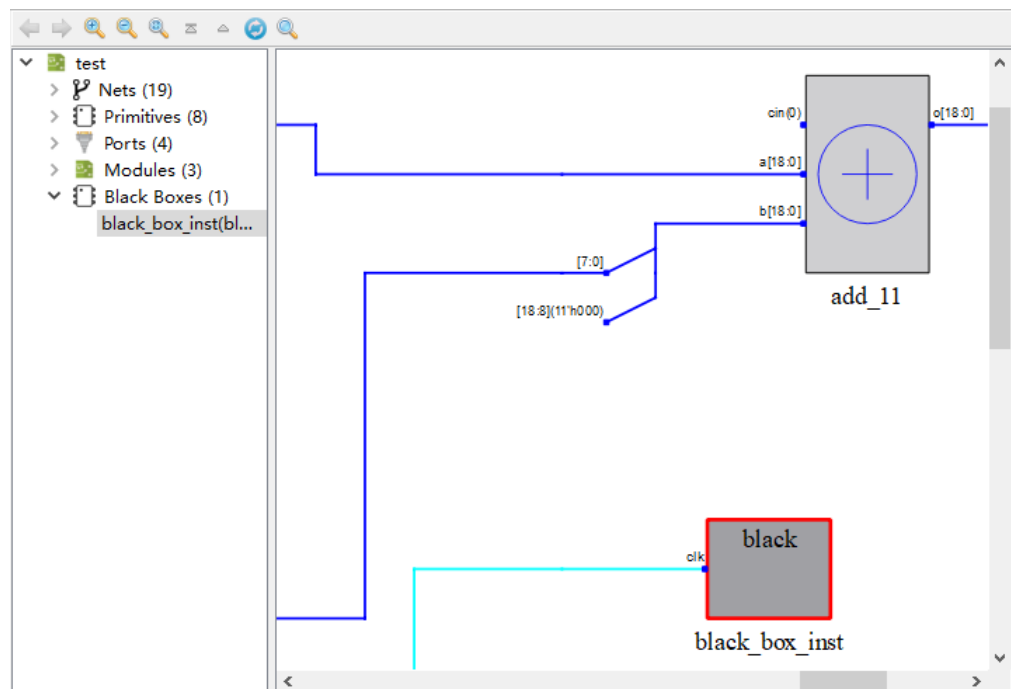 test
Nets (19)
Primitives (8)
Ports (4)
Modules (3)
Black Boxes (1)
black_box_inst(bl...
cin(0)
o[18:0]
a[18:0]
b[18:0]
[7:0]
[18:8](11'h000)
add_11
black
clk
black_box_inst